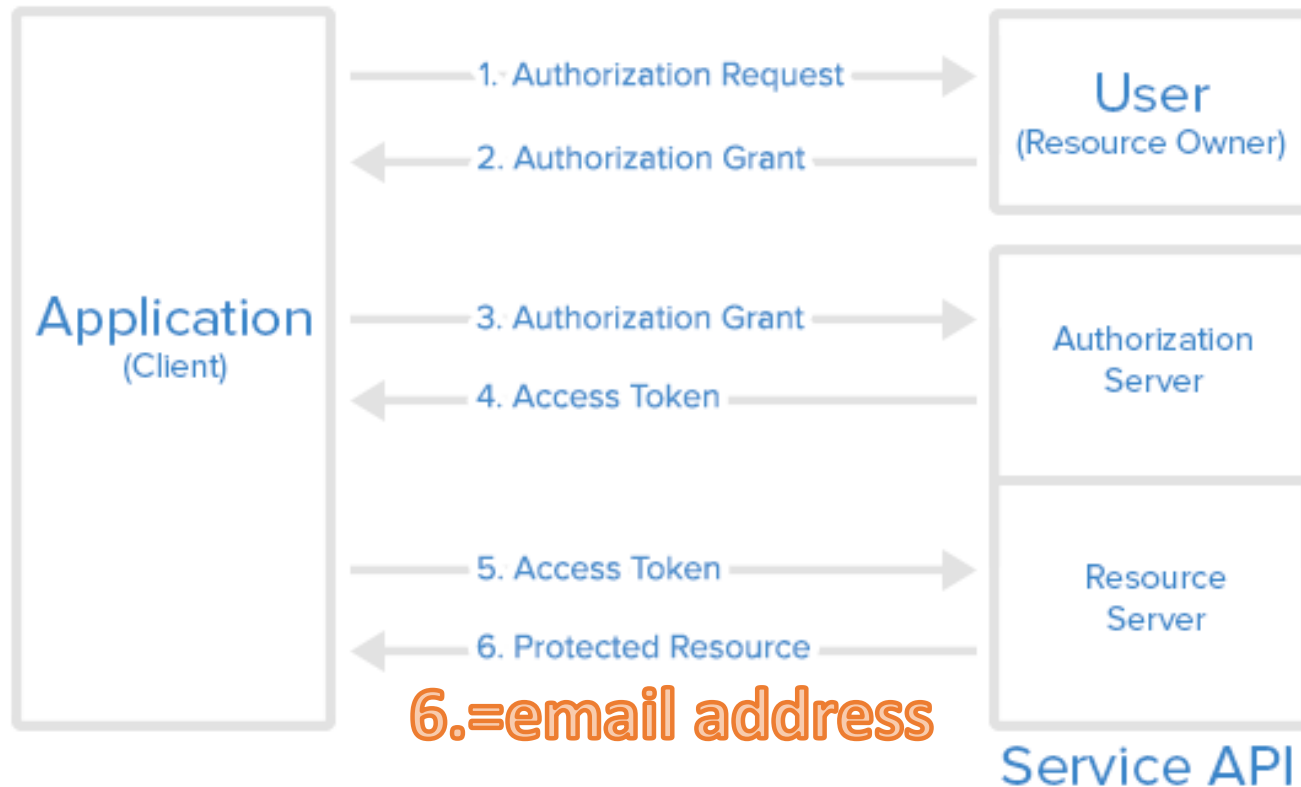 1. Authorization Request
User
(Resource Owner)
2. Authorization Grant
Application
(Client)
3. Authorization Grant
Authorization
Server
4. Access Token
5. Access Token
Resource
Server
6. Protected Resource
6.=email address
Service API